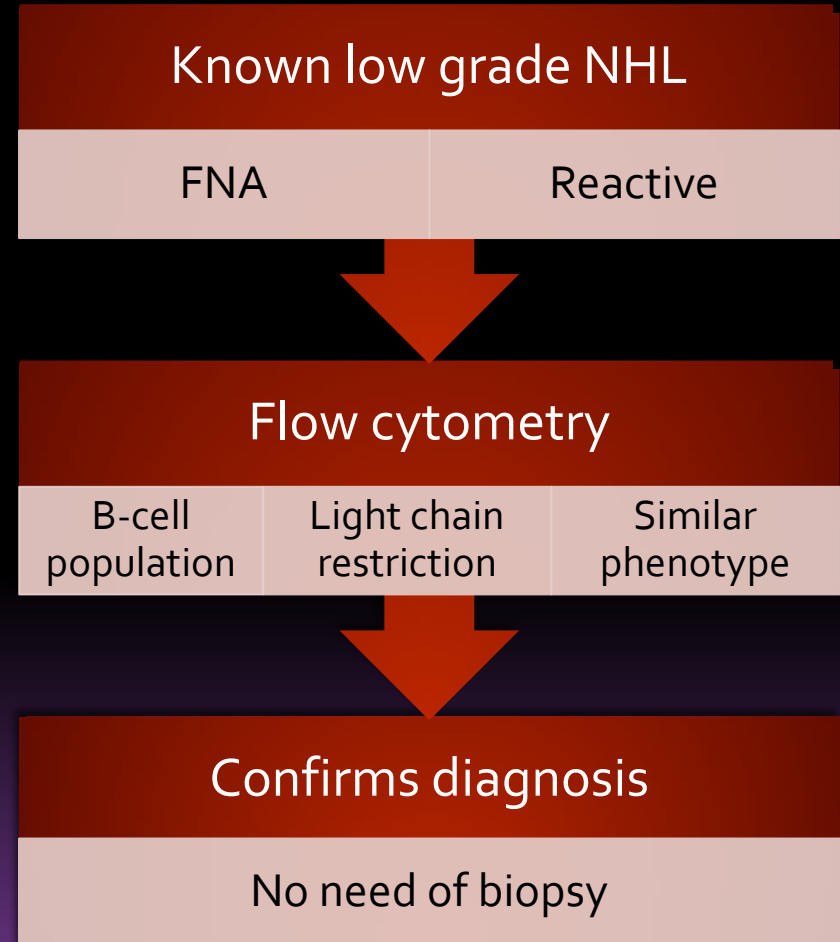 Known low grade NHL
FNA
Reactive
Flow cytometry
B-cell
population
Light chain
restriction
Similar
phenotype
Confirms diagnosis
No need of biopsy